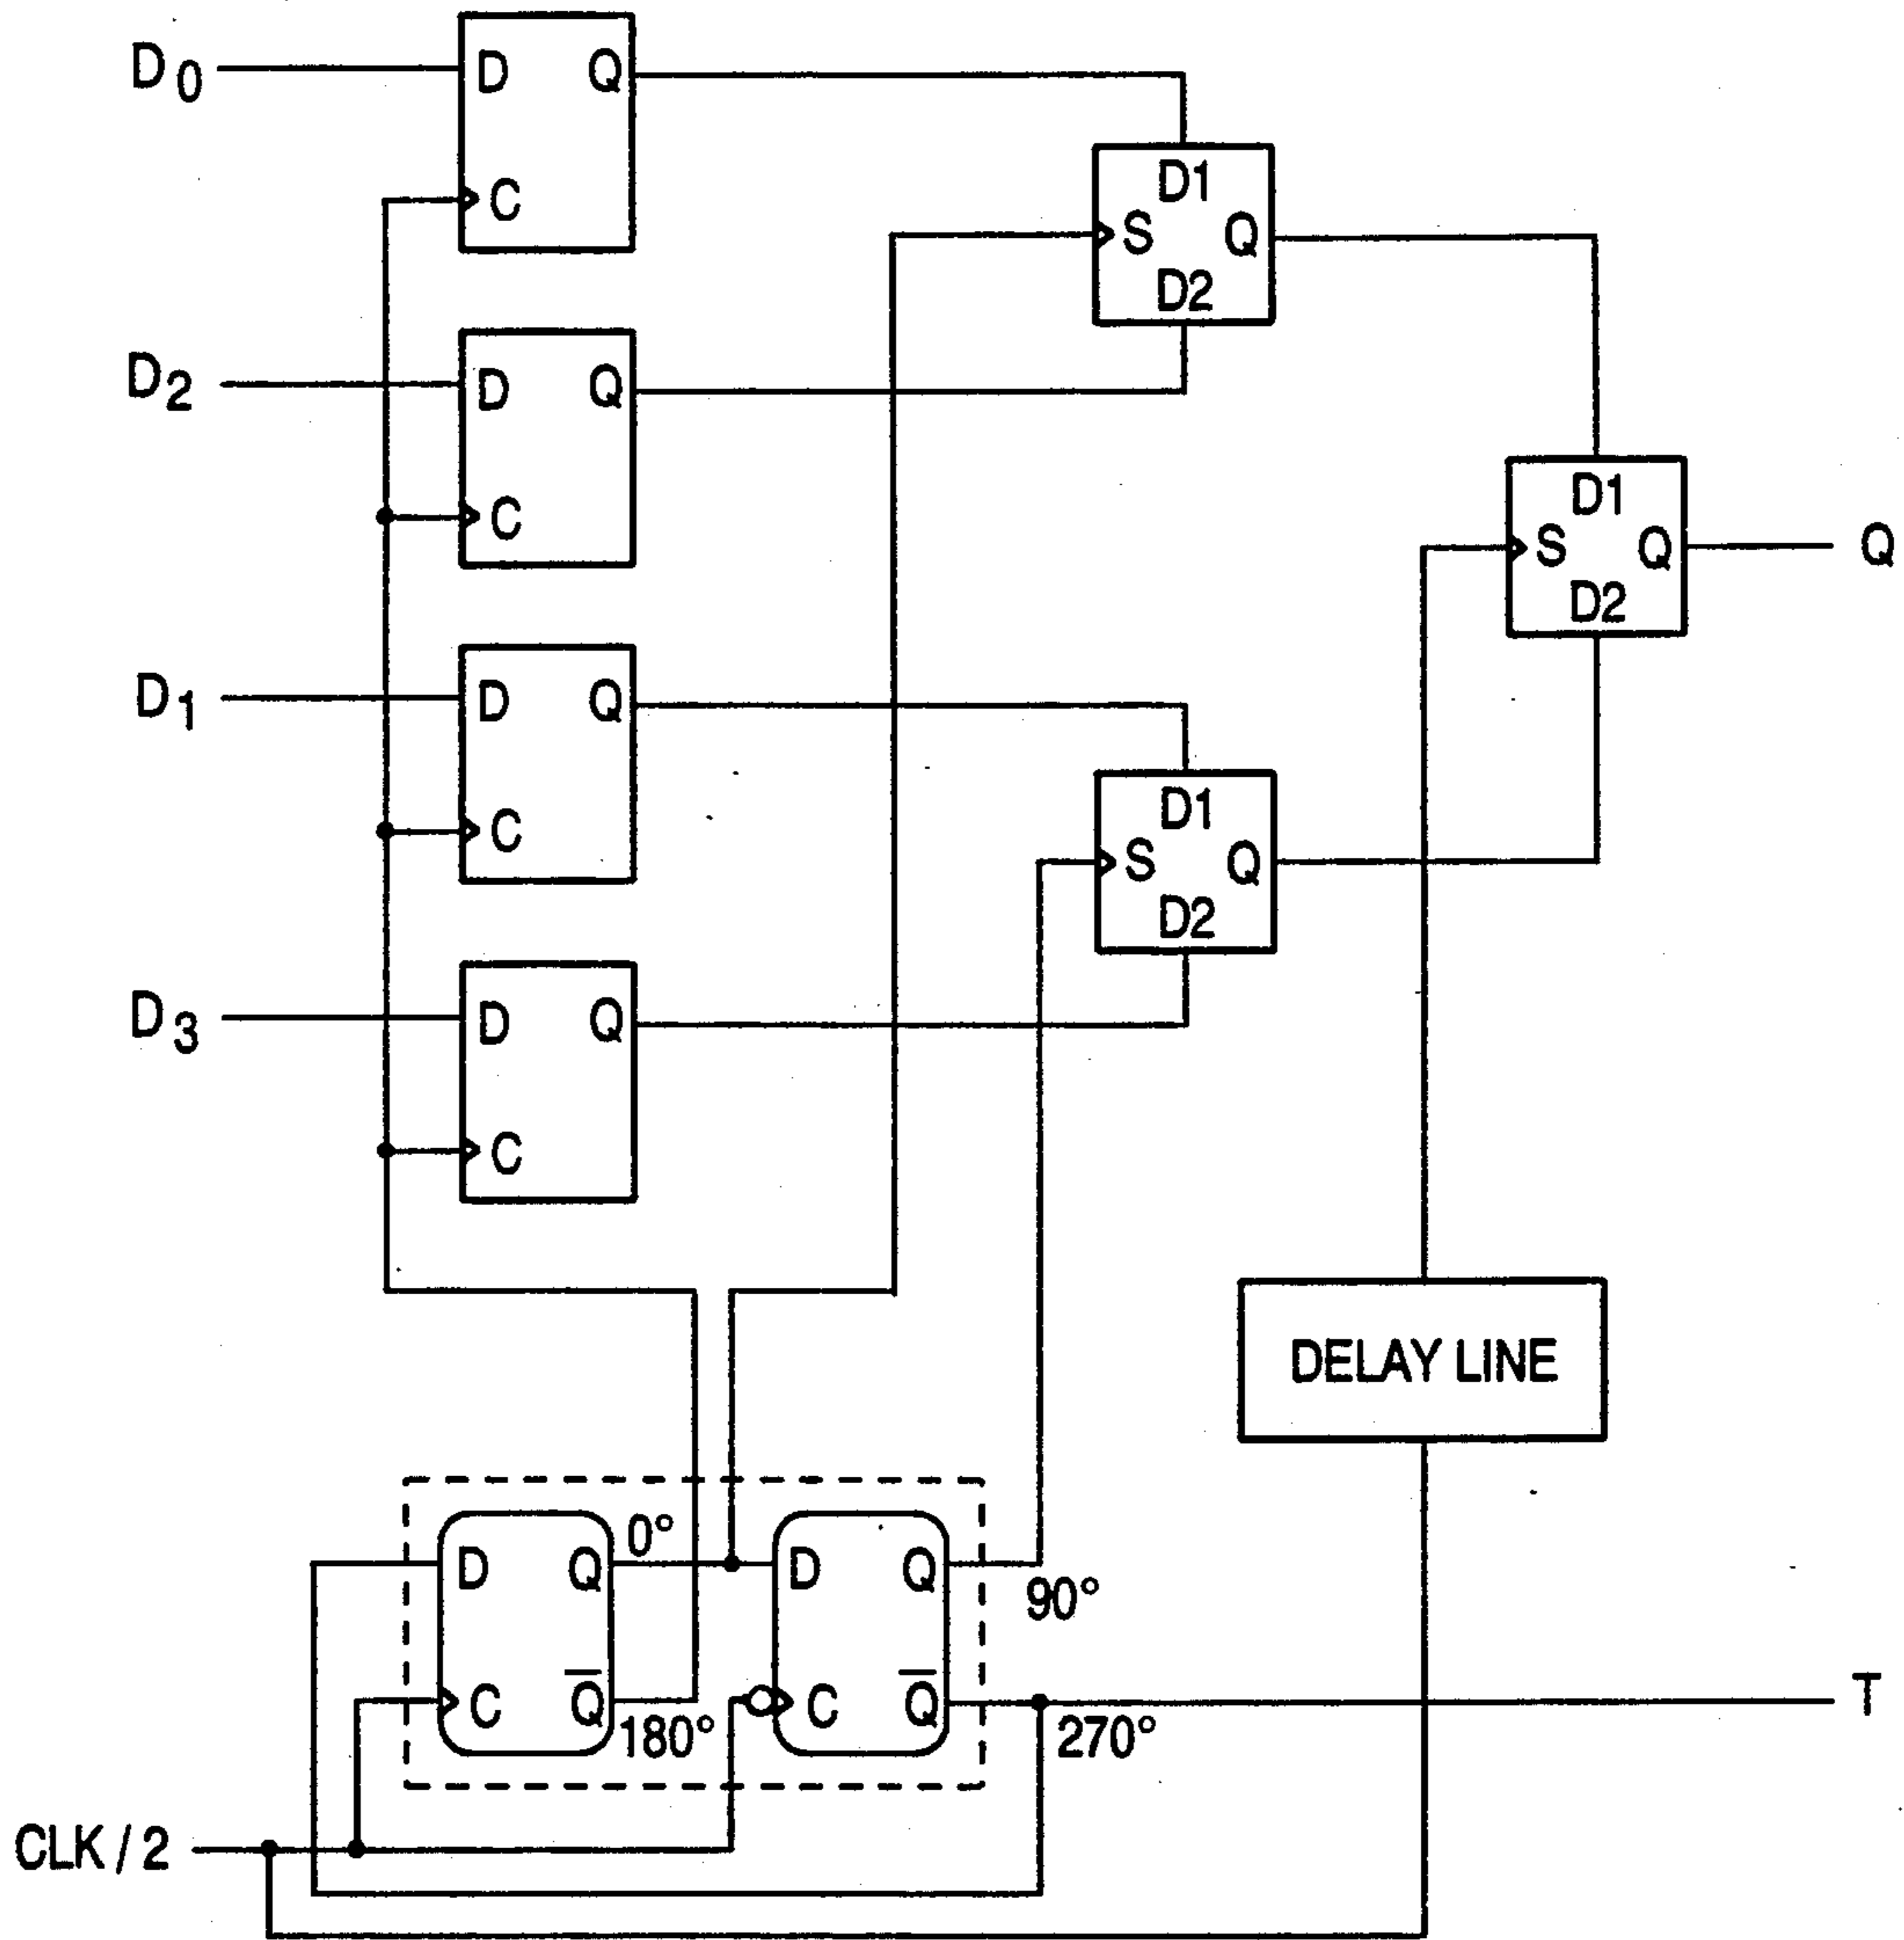 D0
D Q
C
D1
S Q
D2
D2
D Q
C
D1
S Q
D2
Q
D1
D Q
C
D1
S Q
D2
D3
D Q
C
DELAY LINE
0°
D Q
D Q
90°
C Q̅
180°
C Q̅
270°
T
CLK / 2